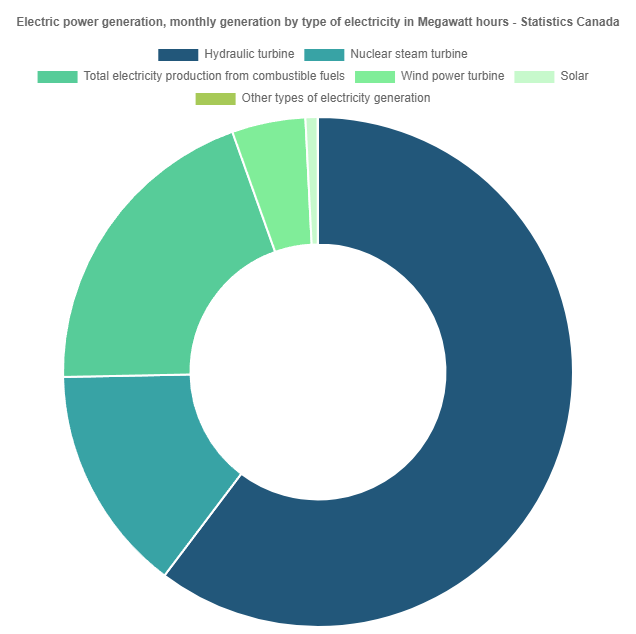 Electric power generation, monthly generation by type of electricity in Megawatt hours - Statistics Canada
Hydraulic turbine Nuclear steam turbine
Total electricity production from combustible fuels Wind power turbine Solar
Other types of electricity generation